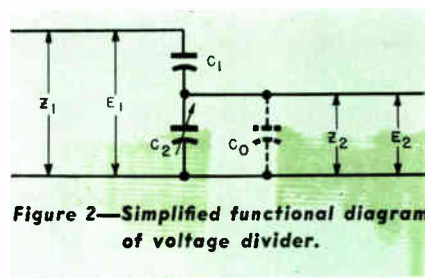 C1
Z1 E1
C2 C0 Z2 E2
Figure 2—Simplified functional diagram
of voltage divider.